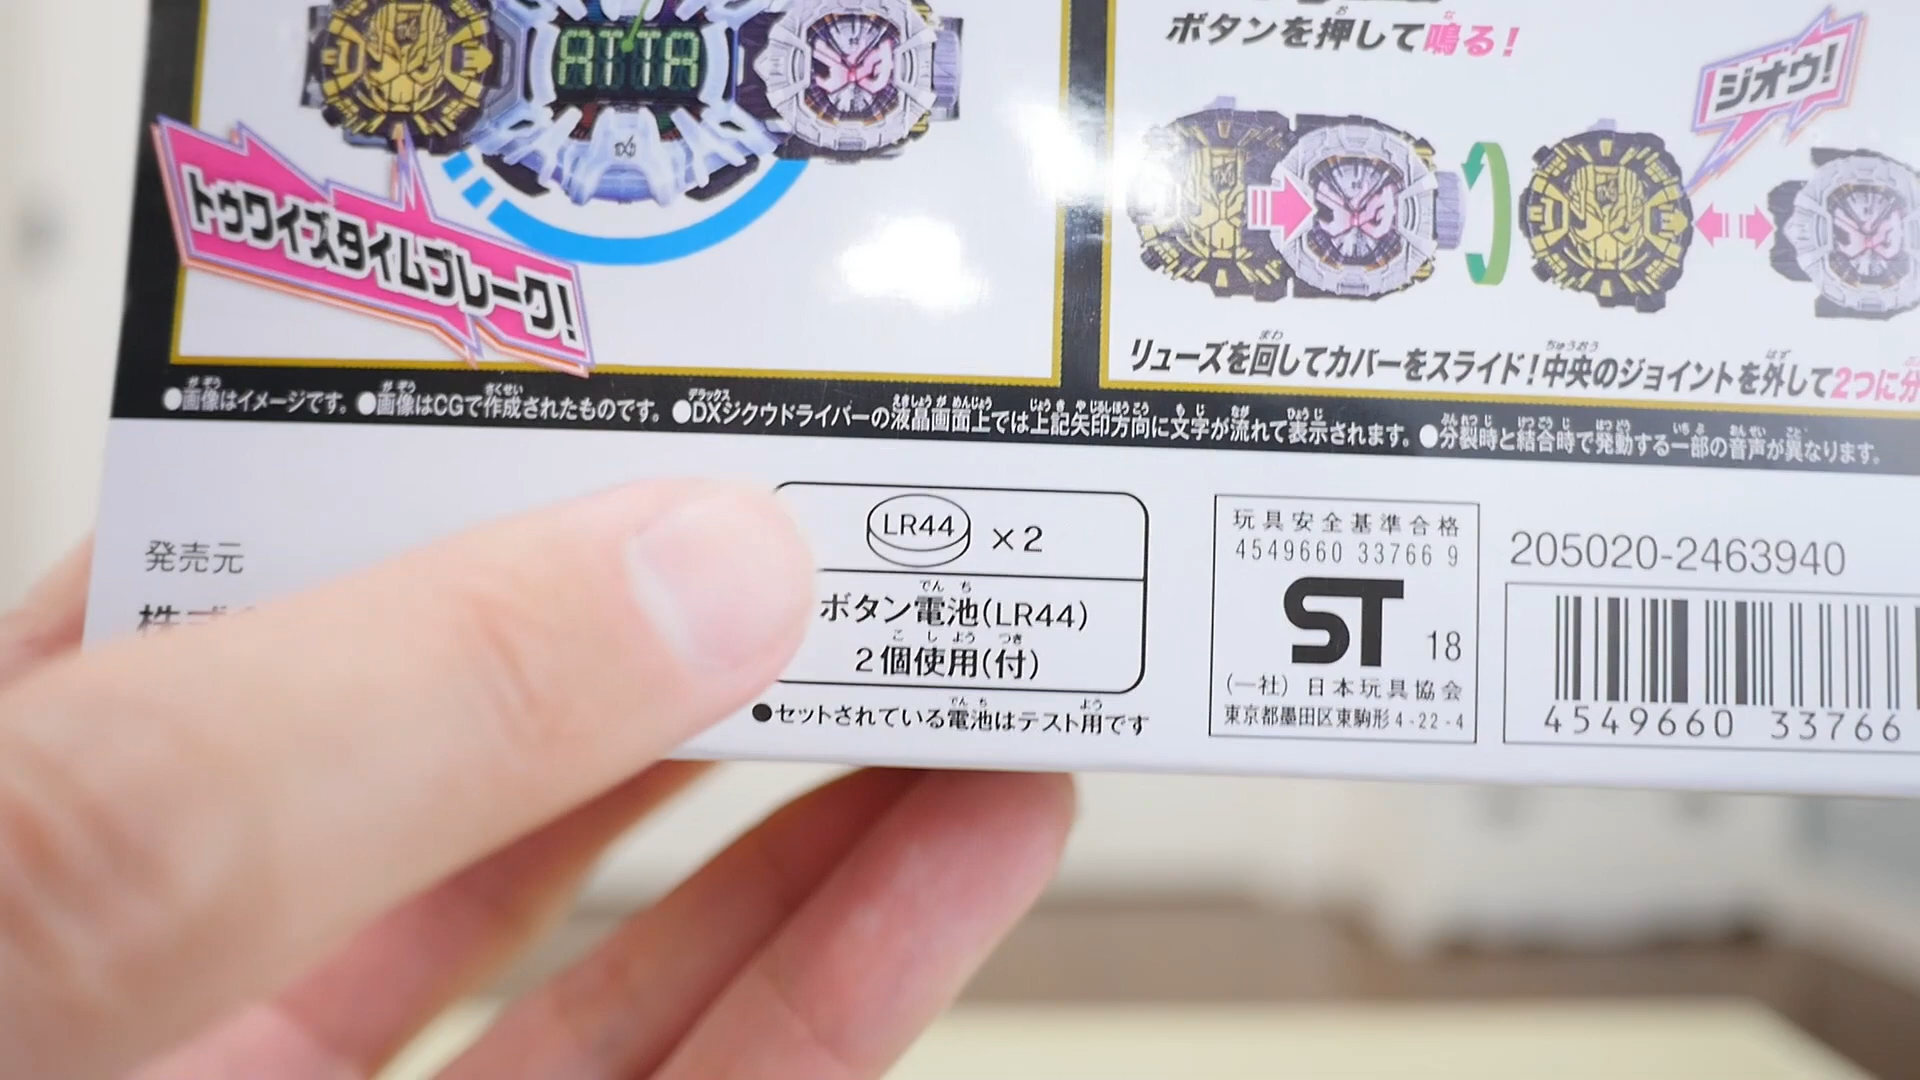 ATTA
ボタンを押して鳴る!
ジオウ!
トゥワイズタイムブレーク!
リューズを回してカバーをスライド!中央のジョイントを外して2つに分
●画像はイメージです。●画像はCGで作成されたものです。●DXジクウドライバーの液晶画面上では上記矢印方向に文字が流れて表示されます。●分裂時と結合時で発動する一部の音声が異なります。
発売元
LR44 ×2
ボタン電池(LR44)
2個使用(付)
●セットされている電池はテスト用です
玩具安全基準合格
4549660 33766 9
ST 18
(一社)日本玩具協会
東京都墨田区東駒形4-22-4
205020-2463940
4549660 33766